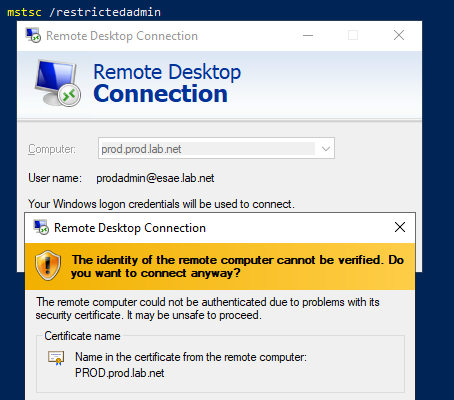 mstsc /restrictedadmin
Remote Desktop Connection
Remote Desktop
Connection
Computer:
prod.prod.lab.net
User name:
prodadmin@esae.lab.net
Your Windows logon credentials will be used to connect.
Remote Desktop Connection
The identity of the remote computer cannot be verified. Do
you want to connect anyway?
The remote computer could not be authenticated due to problems with its
security certificate. It may be unsafe to proceed.
Certificate name
Name in the certificate from the remote computer:
PROD.prod.lab.net